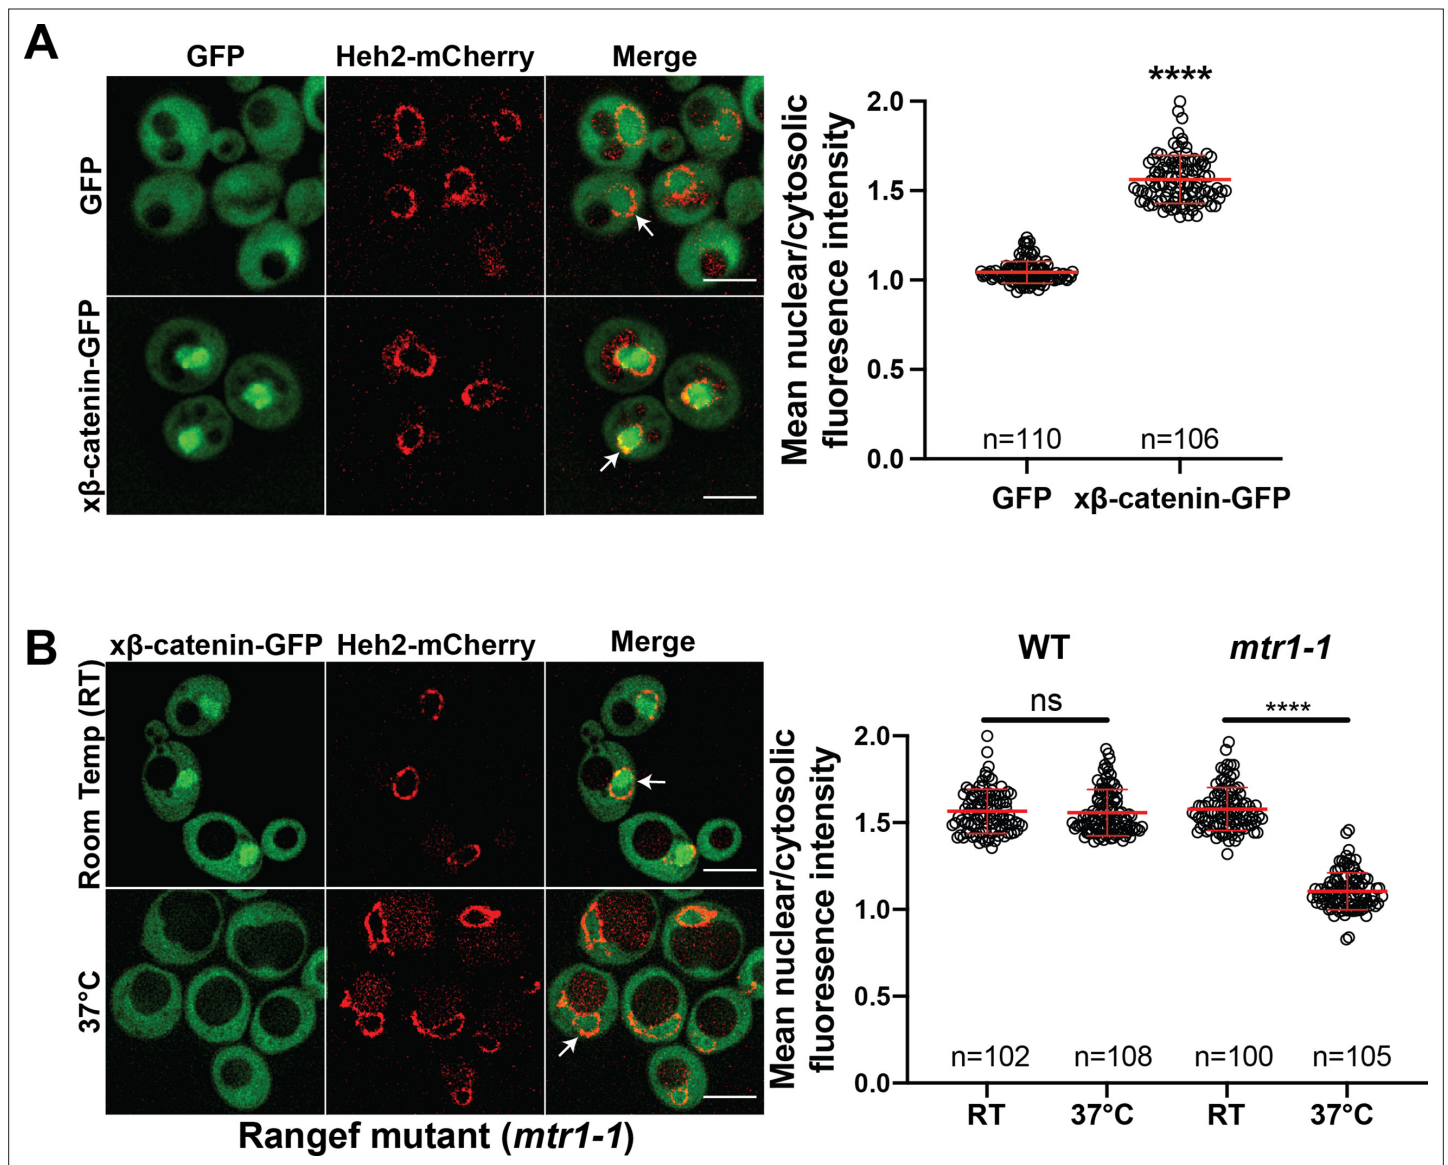 A
GFP Heh2-mCherry Merge
GFP
xβ-catenin-GFP
Mean nuclear/cytosolic
fluoresence intensity
****
2.0
1.5
1.0
0.5
0.0
n=110 n=106
GFP xβ-catenin-GFP
B
xβ-catenin-GFP Heh2-mCherry Merge
Room Temp (RT)
37°C
Rangef mutant (mtr1-1)
Mean nuclear/cytosolic
fluoresence intensity
WT mtr1-1
ns ****
2.0
1.5
1.0
0.5
0.0
n=102 n=108 n=100 n=105
RT 37°C RT 37°C